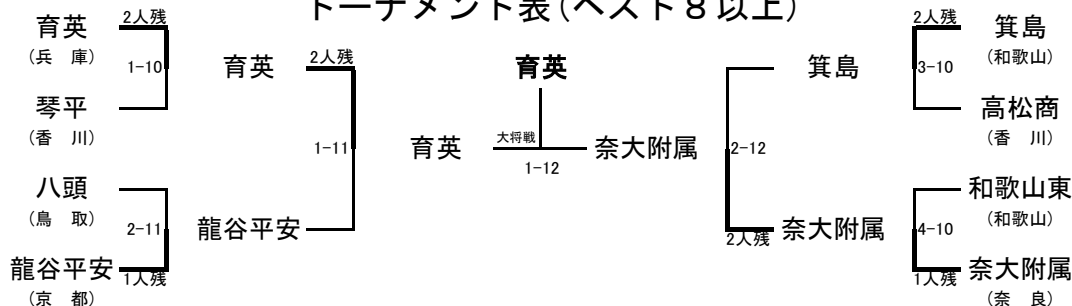 トーナメント表(ベスト8以上)
育英
(兵 庫)
2人残
1-10
琴平
(香 川)
八頭
(鳥 取)
2-11
龍谷平安
(京 都)
1人残
育英
2人残
1-11
龍谷平安
育英
育英
大将戦
1-12
奈大附属
箕島
2-12
2人残
奈大附属
2人残
箕島
(和歌山)
3-10
高松商
(香 川)
和歌山東
(和歌山)
4-10
1人残
奈大附属
(奈 良)